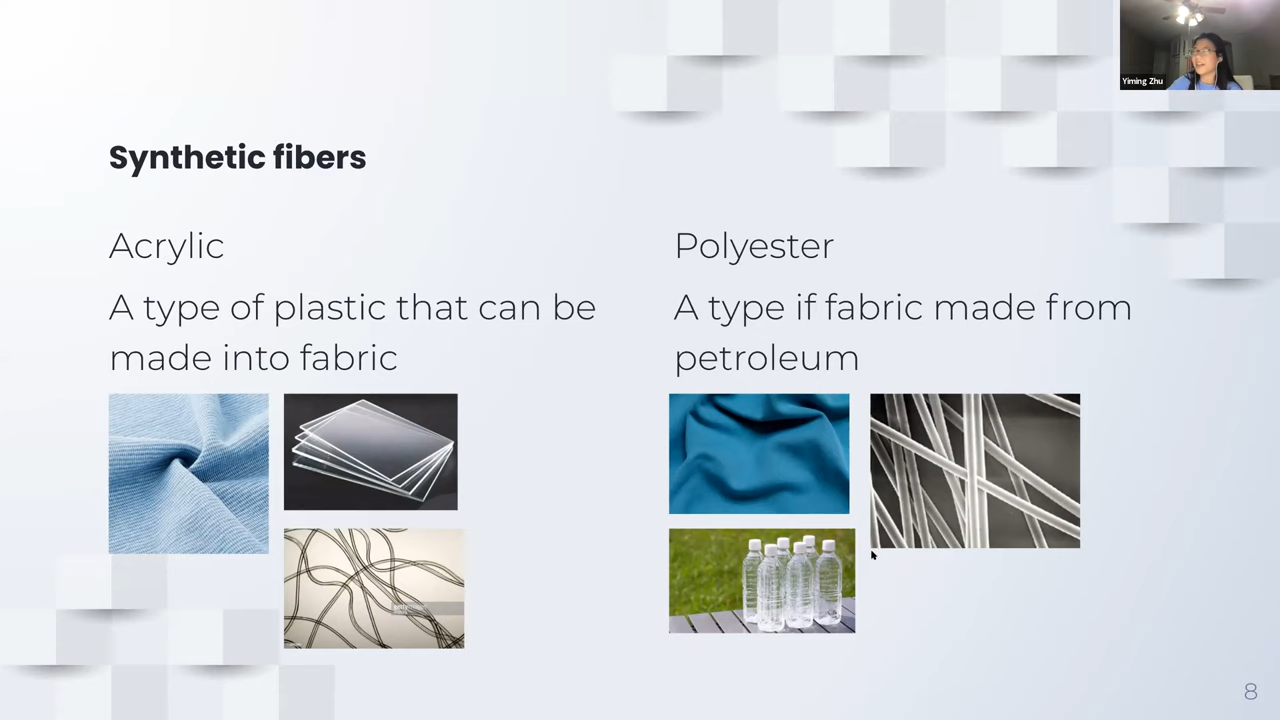 Yiming Zhu
Synthetic fibers
Acrylic
A type of plastic that can be
made into fabric
Polyester
A type if fabric made from
petroleum
8